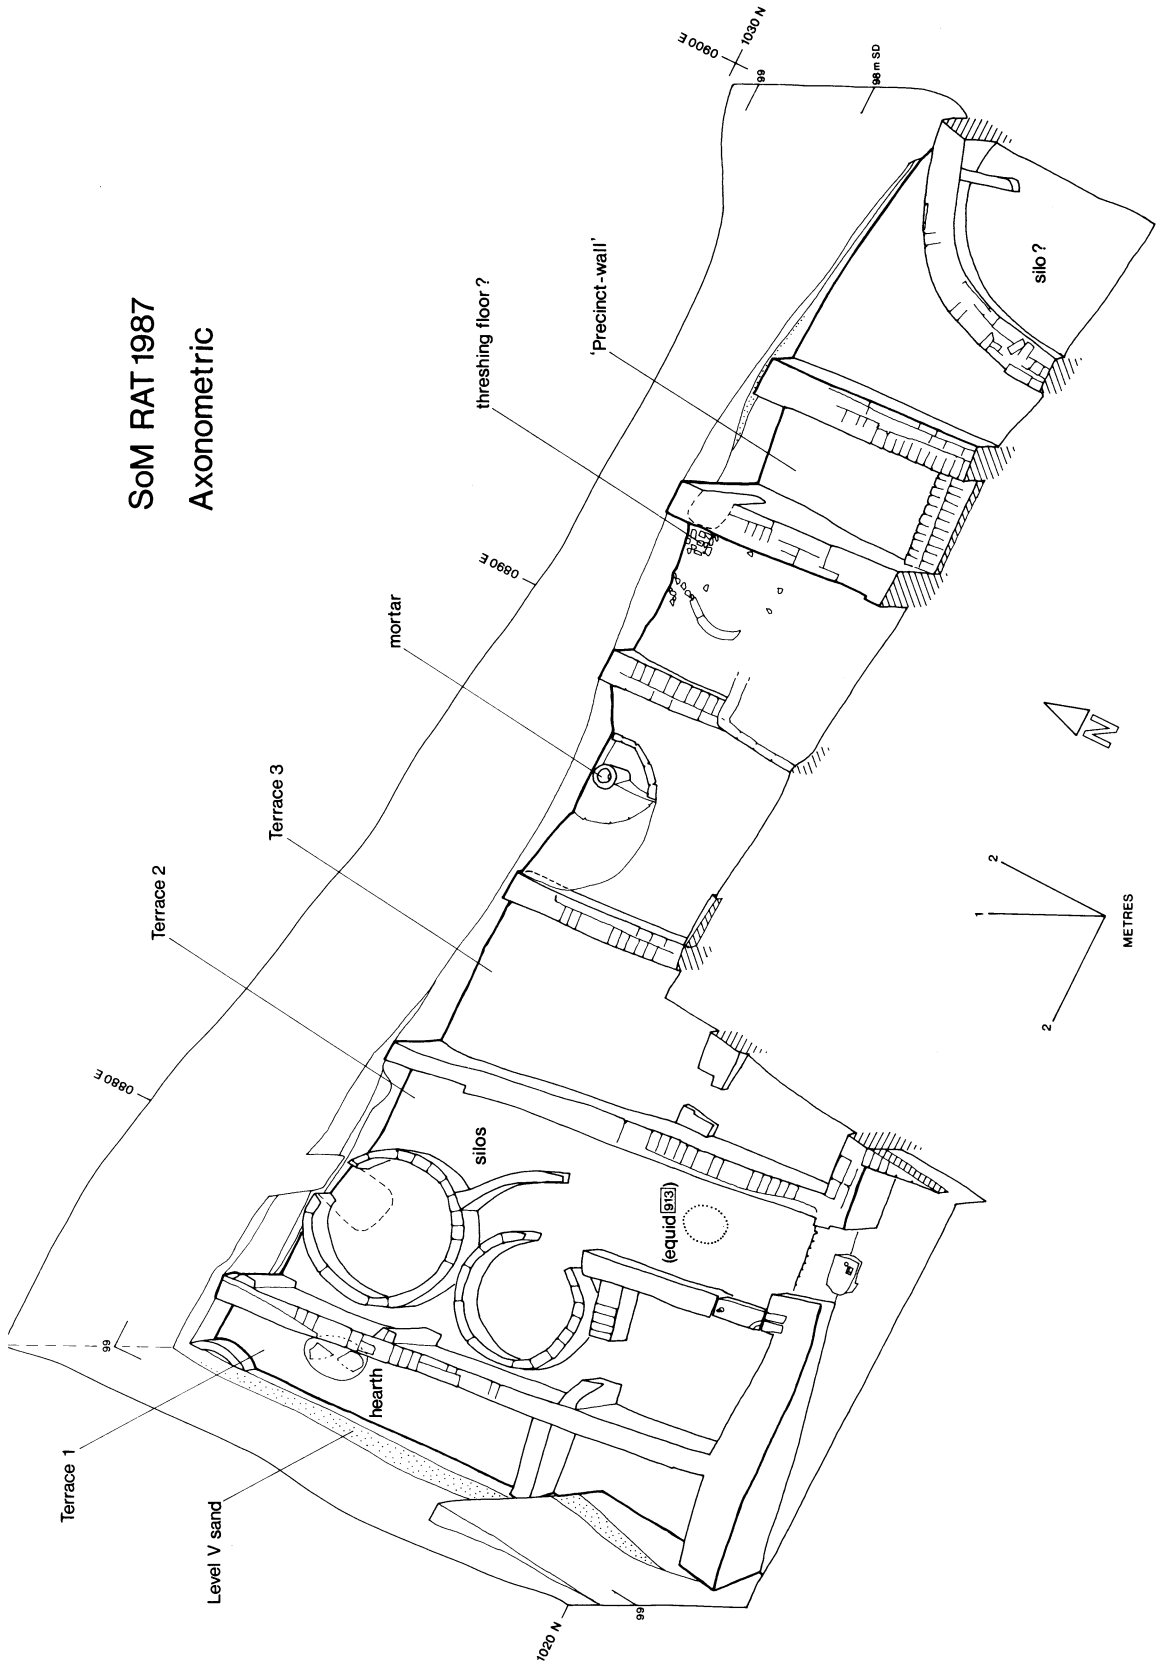 SoM RAT 1987
Axonometric
Terrace 1
Level V sand
Terrace 2
Terrace 3
mortar
threshing floor?
'Precinct-wall'
silo?
silos
hearth
(equid 913)
0880 E
0890 E
0900 E
1030 N
1020 N
99
99
99
98 m SD
N
2
1
2
METRES